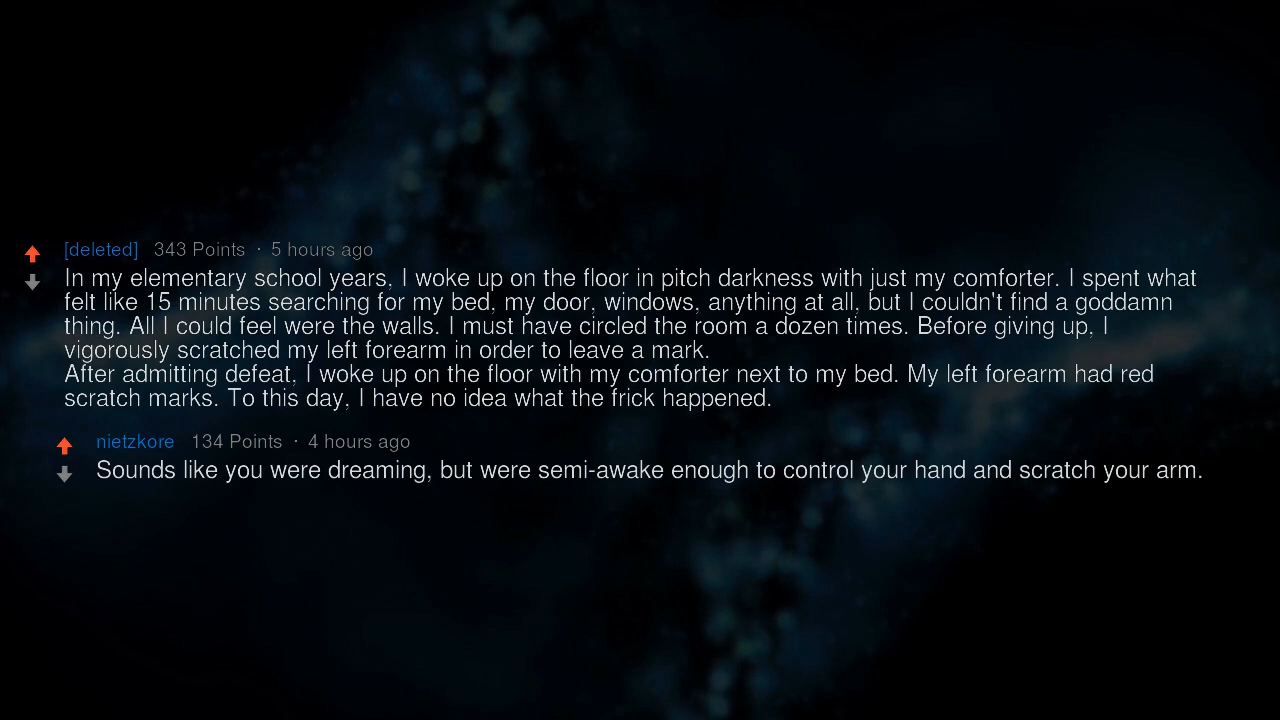 [deleted] 343 Points · 5 hours ago
In my elementary school years, I woke up on the floor in pitch darkness with just my comforter. I spent what
felt like 15 minutes searching for my bed, my door, windows, anything at all, but I couldn't find a goddamn
thing. All I could feel were the walls. I must have circled the room a dozen times. Before giving up, I
vigorously scratched my left forearm in order to leave a mark.
After admitting defeat, I woke up on the floor with my comforter next to my bed. My left forearm had red
scratch marks. To this day, I have no idea what the frick happened.
nietzkore 134 Points · 4 hours ago
Sounds like you were dreaming, but were semi-awake enough to control your hand and scratch your arm.